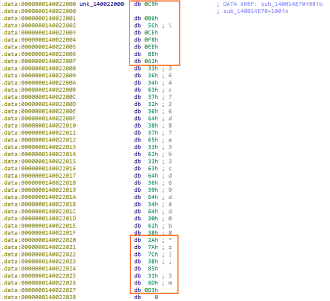 .data:0000000140022000 unk_140022000 db 0C9h ; DATA XREF: sub_140014E70+98↑o
.data:0000000140022000 ; sub_140014E70+100↑o
.data:0000000140022001 db 066h
.data:0000000140022002 db 5Ch ; \
.data:0000000140022003 db 0CEh
.data:0000000140022004 db 0F8h
.data:0000000140022005 db 0EEh
.data:0000000140022006 db 8Eh
.data:0000000140022007 db 0A2h
.data:0000000140022008 db 33h ; 3
.data:0000000140022009 db 36h ; 6
.data:000000014002200A db 34h ; 4
.data:000000014002200B db 63h ; c
.data:000000014002200C db 37h ; 7
.data:000000014002200D db 32h ; 2
.data:000000014002200E db 36h ; 6
.data:000000014002200F db 64h ; d
.data:0000000140022010 db 38h ; 8
.data:0000000140022011 db 37h ; 7
.data:0000000140022012 db 65h ; e
.data:0000000140022013 db 33h ; 3
.data:0000000140022014 db 62h ; b
.data:0000000140022015 db 33h ; 3
.data:0000000140022016 db 63h ; c
.data:0000000140022017 db 64h ; d
.data:0000000140022018 db 36h ; 6
.data:0000000140022019 db 39h ; 9
.data:000000014002201A db 64h ; d
.data:000000014002201B db 34h ; 4
.data:000000014002201C db 64h ; d
.data:000000014002201D db 30h ; 0
.data:000000014002201E db 62h ; b
.data:000000014002201F db 38h ; 8
.data:0000000140022020 db 2Ah ; *
.data:0000000140022021 db 7Ah ; z
.data:0000000140022022 db 7Ch ; |
.data:0000000140022023 db 3Bh ; ;
.data:0000000140022024 db 85h
.data:0000000140022025 db 33h ; 3
.data:0000000140022026 db 6Dh ; m
.data:0000000140022027 db 0D3h
.data:0000000140022028 db 0